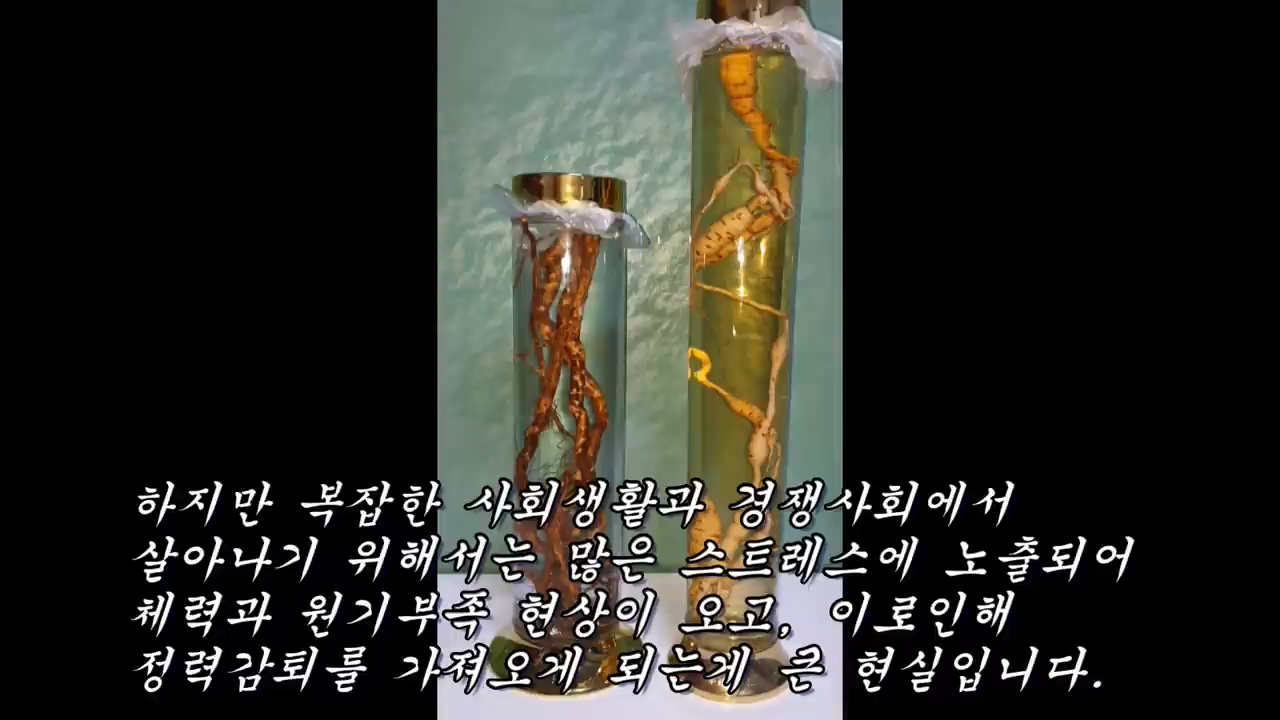 하지만 복잡한 사회생활과 경쟁사회에서
살아나기 위해서는 많은 스트레스에 노출되어
체력과 원기부족 현상이 오고, 이로인해
정력감퇴를 가져오게 되는게 큰 현실입니다.